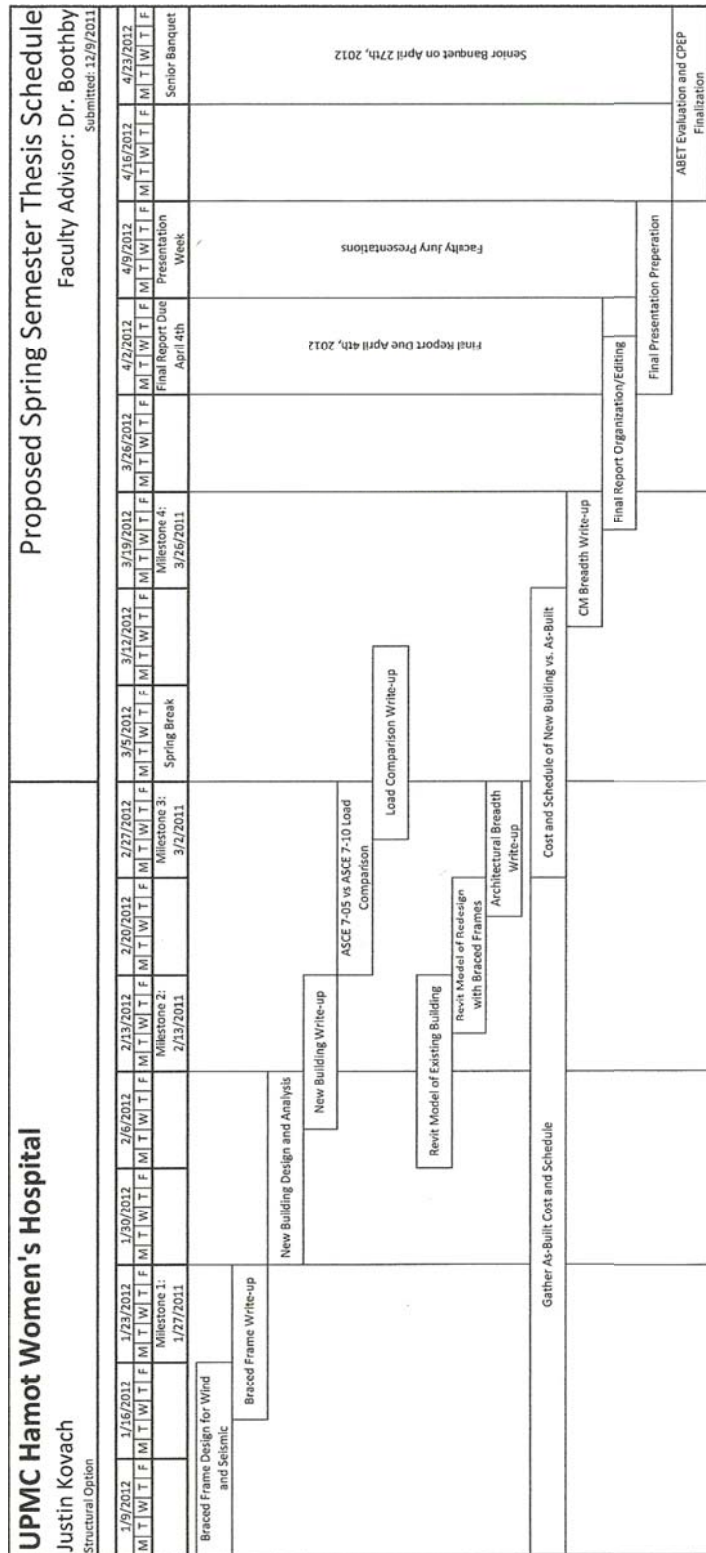 UPMC Hamot Women's Hospital
Proposed Spring Semester Thesis Schedule
Justin Kovach
Faculty Advisor: Dr. Boothby
Structural Option
Submitted: 12/9/2011
1/9/2012 1/16/2012 1/23/2012 1/30/2012 2/6/2012 2/13/2012 2/20/2012 2/27/2012 3/5/2012 3/12/2012 3/19/2012 3/26/2012 4/2/2012 4/9/2012 4/16/2012 4/23/2012
M T W T F M T W T F M T W T F M T W T F M T W T F M T W T F M T W T F M T W T F M T W T F M T W T F M T W T F M T W T F M T W T F M T W T F M T W T F M T W T F
Milestone 1:
1/27/2011
Milestone 2:
2/13/2011
Milestone 3:
3/2/2011
Spring Break
Milestone 4:
3/26/2011
Final Report Due
April 4th
Presentation
Week
Senior Banquet
Braced Frame Design for Wind
and Seismic
Braced Frame Write-up
New Building Design and Analysis
New Building Write-up
ASCE 7-05 vs ASCE 7-10 Load
Comparison
Load Comparison Write-up
Revit Model of Existing Building
Revit Model of Redesign
with Braced Frames
Architectural Breadth
Write-up
Gather As-Built Cost and Schedule
Cost and Schedule of New Building vs. As-Built
CM Breadth Write-up
Final Report Organization/Editing
Final Presentation Preperation
ABET Evaluation and CPEP
Finalization
Final Report Due April 4th, 2012
Faculty Jury Presentations
Senior Banquet on April 27th, 2012